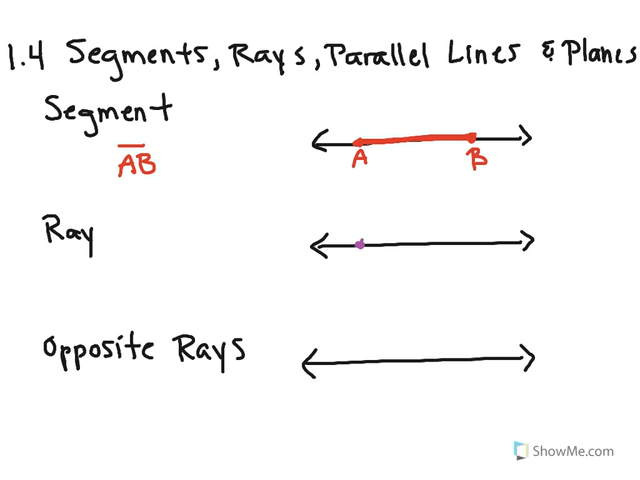 1.4 Segments, Rays, Parallel Lines & Planes
Segment
AB
A B
Ray
Opposite Rays
ShowMe.com